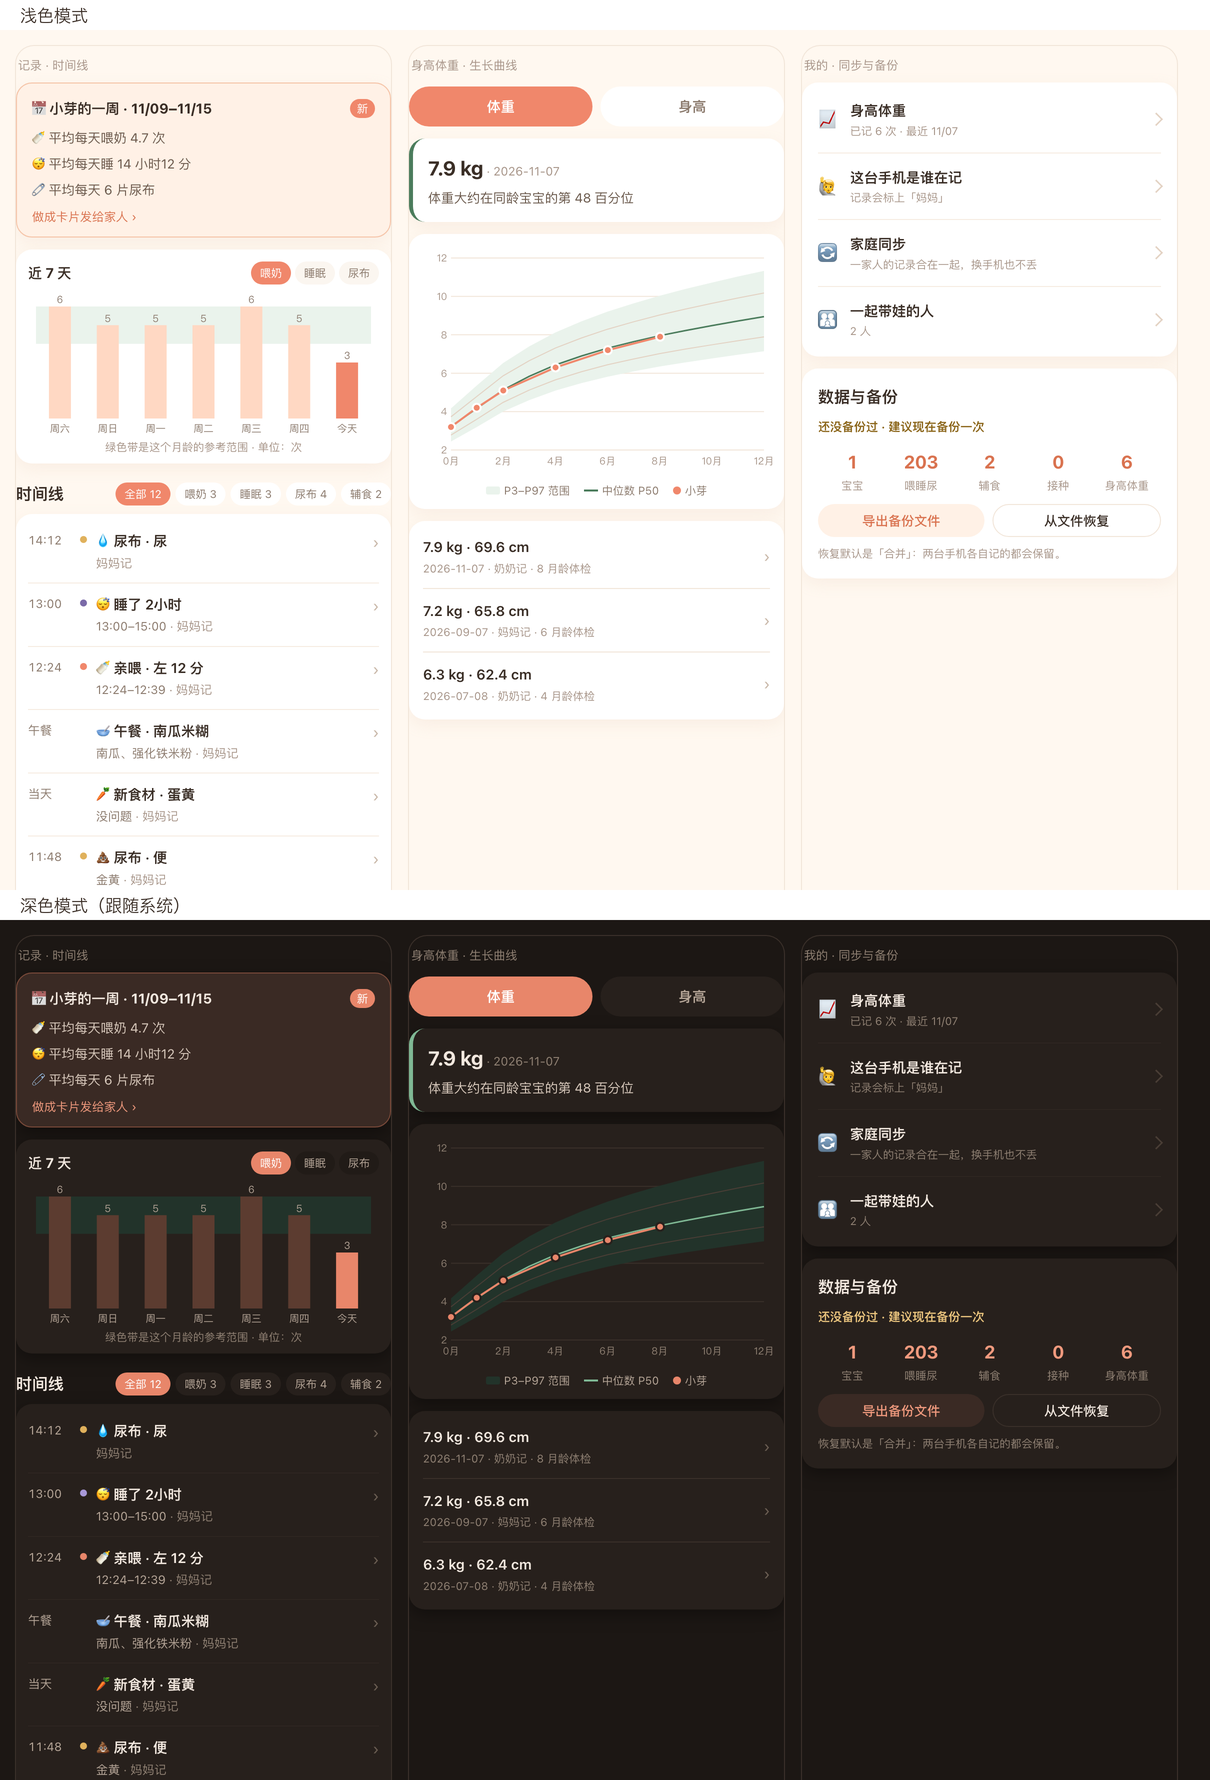 浅色模式
记录 · 时间线
小芽的一周 · 11/09–11/15
新
平均每天喂奶 4.7 次
平均每天睡 14 小时12 分
平均每天 6 片尿布
做成卡片发给家人 ›
近 7 天
喂奶 睡眠 尿布
6 5 5 5 6 5 3
周六 周日 周一 周二 周三 周四 今天
绿色带是这个月龄的参考范围 · 单位：次
时间线
全部 12 喂奶 3 睡眠 3 尿布 4 辅食 2
14:12 尿布 · 尿 ›
妈妈记
13:00 睡了 2小时 ›
13:00–15:00 · 妈妈记
12:24 亲喂 · 左 12 分 ›
12:24–12:39 · 妈妈记
午餐 午餐 · 南瓜米糊 ›
南瓜、强化铁米粉 · 妈妈记
当天 新食材 · 蛋黄 ›
没问题 · 妈妈记
11:48 尿布 · 便 ›
金黄 · 妈妈记
身高体重 · 生长曲线
体重 身高
7.9 kg · 2026-11-07
体重大约在同龄宝宝的第 48 百分位
12
10
8
6
4
2
0月 2月 4月 6月 8月 10月 12月
P3–P97 范围 中位数 P50 小芽
7.9 kg · 69.6 cm ›
2026-11-07 · 奶奶记 · 8 月龄体检
7.2 kg · 65.8 cm ›
2026-09-07 · 妈妈记 · 6 月龄体检
6.3 kg · 62.4 cm ›
2026-07-08 · 奶奶记 · 4 月龄体检
我的 · 同步与备份
身高体重
已记 6 次 · 最近 11/07
这台手机是谁在记
记录会标上「妈妈」
家庭同步
一家人的记录合在一起，换手机也不丢
一起带娃的人
2 人
数据与备份
还没备份过 · 建议现在备份一次
1 203 2 0 6
宝宝 喂睡尿 辅食 接种 身高体重
导出备份文件 从文件恢复
恢复默认是「合并」：两台手机各自记的都会保留。
深色模式（跟随系统）
记录 · 时间线
小芽的一周 · 11/09–11/15
新
平均每天喂奶 4.7 次
平均每天睡 14 小时12 分
平均每天 6 片尿布
做成卡片发给家人 ›
近 7 天
喂奶 睡眠 尿布
6 5 5 5 6 5 3
周六 周日 周一 周二 周三 周四 今天
绿色带是这个月龄的参考范围 · 单位：次
时间线
全部 12 喂奶 3 睡眠 3 尿布 4 辅食 2
14:12 尿布 · 尿 ›
妈妈记
13:00 睡了 2小时 ›
13:00–15:00 · 妈妈记
12:24 亲喂 · 左 12 分 ›
12:24–12:39 · 妈妈记
午餐 午餐 · 南瓜米糊 ›
南瓜、强化铁米粉 · 妈妈记
当天 新食材 · 蛋黄 ›
没问题 · 妈妈记
11:48 尿布 · 便 ›
金黄 · 妈妈记
身高体重 · 生长曲线
体重 身高
7.9 kg · 2026-11-07
体重大约在同龄宝宝的第 48 百分位
12
10
8
6
4
2
0月 2月 4月 6月 8月 10月 12月
P3–P97 范围 中位数 P50 小芽
7.9 kg · 69.6 cm ›
2026-11-07 · 奶奶记 · 8 月龄体检
7.2 kg · 65.8 cm ›
2026-09-07 · 妈妈记 · 6 月龄体检
6.3 kg · 62.4 cm ›
2026-07-08 · 奶奶记 · 4 月龄体检
我的 · 同步与备份
身高体重
已记 6 次 · 最近 11/07
这台手机是谁在记
记录会标上「妈妈」
家庭同步
一家人的记录合在一起，换手机也不丢
一起带娃的人
2 人
数据与备份
还没备份过 · 建议现在备份一次
1 203 2 0 6
宝宝 喂睡尿 辅食 接种 身高体重
导出备份文件 从文件恢复
恢复默认是「合并」：两台手机各自记的都会保留。